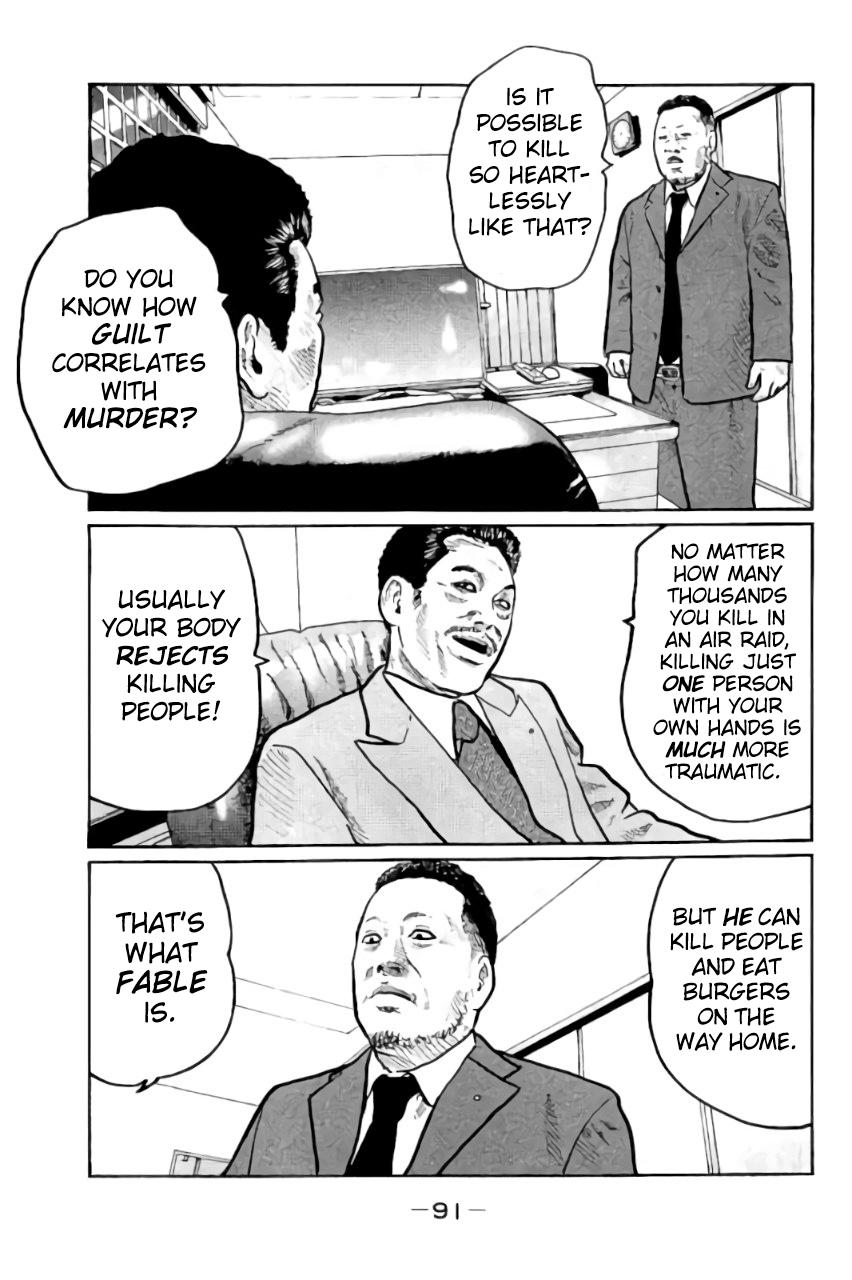 IS IT
POSSIBLE
TO KILL
SO HEART-
LESSLY
LIKE THAT?
DO YOU
KNOW HOW
GUILT
CORRELATES
WITH
MURDER?
NO MATTER
HOW MANY
THOUSANDS
YOU KILL IN
AN AIR RAID,
KILLING JUST
ONE PERSON
WITH YOUR
OWN HANDS IS
MUCH MORE
TRAUMATIC.
USUALLY
YOUR BODY
REJECTS
KILLING
PEOPLE!
BUT HE CAN
KILL PEOPLE
AND EAT
BURGERS
ON THE
WAY HOME.
THAT'S
WHAT
FABLE
IS.
—91—